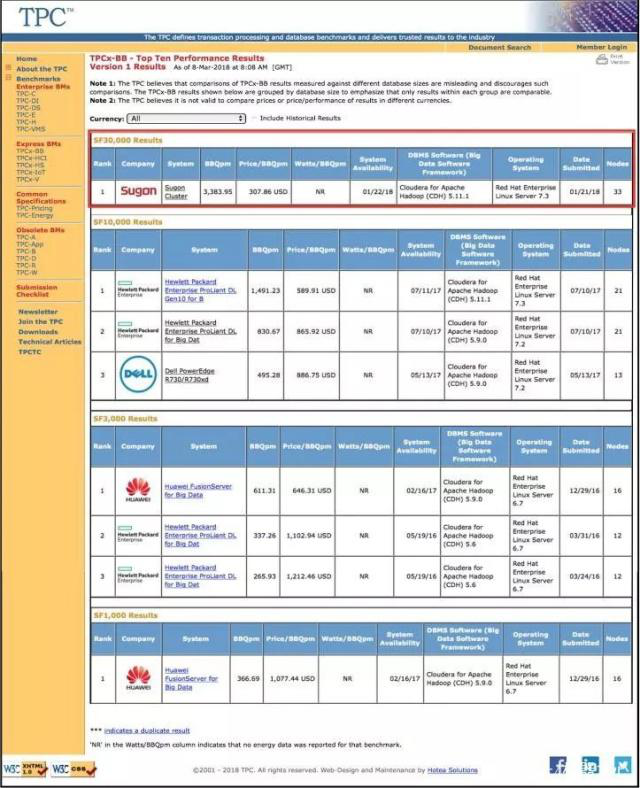 TPC™
The TPC defines transaction processing and database benchmarks and delivers trusted results to the industry
Document Search Member Login
Home
About the TPC
Benchmarks
Enterprise BMs
TPC-C
TPC-DI
TPC-DS
TPC-E
TPC-H
TPC-VMS
Express BMs
TPCx-BB
TPCx-HCI
TPCx-HS
TPCx-IoT
TPCx-V
Common
Specifications
TPC-Pricing
TPC-Energy
Obsolete BMs
TPC-A
TPC-App
TPC-B
TPC-D
TPC-R
TPC-W
Submission
Checklist
Newsletter
Join the TPC
Downloads
Technical Articles
TPCTC
TPCx-BB - Top Ten Performance Results
Version 1 Results As of 8-Mar-2018 at 8:08 AM [GMT]
Print
Version
Note 1: The TPC believes that comparisons of TPCx-BB results measured against different database sizes are misleading and discourages such
comparisons. The TPCx-BB results shown below are grouped by database size to emphasize that only results within each group are comparable.
Note 2: The TPC believes it is not valid to compare prices or price/performance of results in different currencies.
Currency: All Include Historical Results
SF30,000 Results
Rank Company System BBQpm Price/BBQpm Watts/BBQpm System Availability DBMS Software (Big Data Software Framework) Operating System Date Submitted Nodes
1 Sugon Sugon Cluster 3,383.95 307.86 USD NR 01/22/18 Cloudera for Apache Hadoop (CDH) 5.11.1 Red Hat Enterprise Linux Server 7.3 01/21/18 33
SF10,000 Results
Rank Company System BBQpm Price/BBQpm Watts/BBQpm System Availability DBMS Software (Big Data Software Framework) Operating System Date Submitted Nodes
1 Hewlett Packard Enterprise Hewlett Packard Enterprise ProLiant DL Gen10 for B 1,491.23 589.91 USD NR 07/11/17 Cloudera for Apache Hadoop (CDH) 5.11.1 Red Hat Enterprise Linux Server 7.3 07/10/17 21
2 Hewlett Packard Enterprise Hewlett Packard Enterprise ProLiant DL for Big Dat 830.67 865.92 USD NR 07/10/17 Cloudera for Apache Hadoop (CDH) 5.9.0 Red Hat Enterprise Linux Server 7.2 07/10/17 21
3 DELL Dell PowerEdge R730/R730xd 495.28 886.75 USD NR 05/13/17 Cloudera for Apache Hadoop (CDH) 5.9.0 Red Hat Enterprise Linux Server 7.2 05/13/17 13
SF3,000 Results
Rank Company System BBQpm Price/BBQpm Watts/BBQpm System Availability DBMS Software (Big Data Software Framework) Operating System Date Submitted Nodes
1 HUAWEI Huawei FusionServer for Big Data 611.31 646.31 USD NR 02/16/17 Cloudera for Apache Hadoop (CDH) 5.9.0 Red Hat Enterprise Linux Server 6.7 12/29/16 16
2 Hewlett Packard Enterprise Hewlett Packard Enterprise ProLiant DL for Big Dat 337.26 1,102.94 USD NR 05/19/16 Cloudera for Apache Hadoop (CDH) 5.6 Red Hat Enterprise Linux Server 6.7 03/31/16 12
3 Hewlett Packard Enterprise Hewlett Packard Enterprise ProLiant DL for Big Dat 265.93 1,212.46 USD NR 05/19/16 Cloudera for Apache Hadoop (CDH) 5.6 Red Hat Enterprise Linux Server 6.7 03/24/16 12
SF1,000 Results
Rank Company System BBQpm Price/BBQpm Watts/BBQpm System Availability DBMS Software (Big Data Software Framework) Operating System Date Submitted Nodes
1 HUAWEI Huawei FusionServer for Big Data 366.69 1,077.44 USD NR 02/16/17 Cloudera for Apache Hadoop (CDH) 5.9.0 Red Hat Enterprise Linux Server 6.7 12/29/16 16
*** indicates a duplicate result
'NR' in the Watts/BBQpm column indicates that no energy data was reported for that benchmark.
W3C XHTML 1.0 W3C css
©2001 - 2018 TPC. All rights reserved. Web-Design and Maintenance by Hotea Solutions
f in